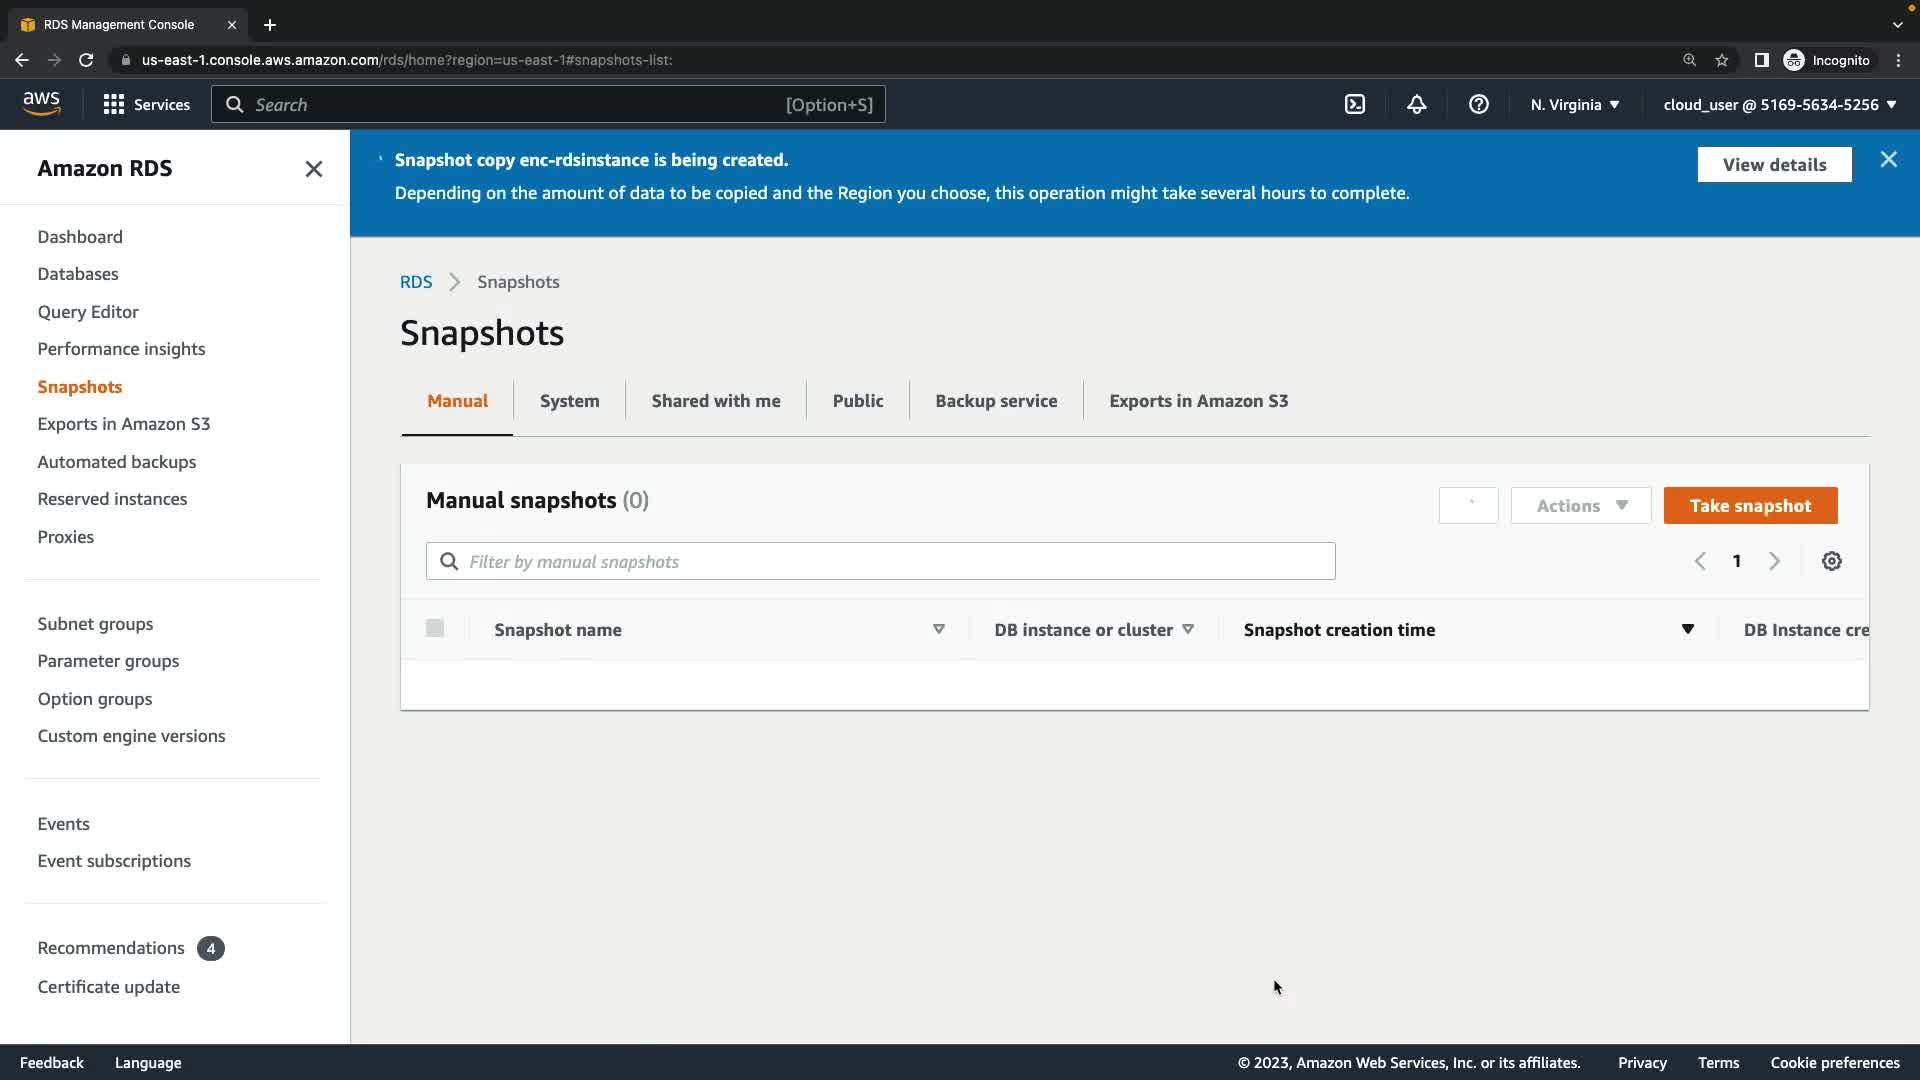 RDS Management Console
us-east-1.console.aws.amazon.com/rds/home?region=us-east-1#snapshots-list:
Incognito
aws
Services
Search
[Option+S]
N. Virginia
cloud_user @ 5169-5634-5256
Amazon RDS
Dashboard
Databases
Query Editor
Performance insights
Snapshots
Exports in Amazon S3
Automated backups
Reserved instances
Proxies
Subnet groups
Parameter groups
Option groups
Custom engine versions
Events
Event subscriptions
Recommendations 4
Certificate update
Snapshot copy enc-rdsinstance is being created.
Depending on the amount of data to be copied and the Region you choose, this operation might take several hours to complete.
View details
RDS
Snapshots
Snapshots
Manual
System
Shared with me
Public
Backup service
Exports in Amazon S3
Manual snapshots (0)
Actions
Take snapshot
Filter by manual snapshots
1
Snapshot name
DB instance or cluster
Snapshot creation time
DB Instance cre
Feedback
Language
© 2023, Amazon Web Services, Inc. or its affiliates.
Privacy
Terms
Cookie preferences